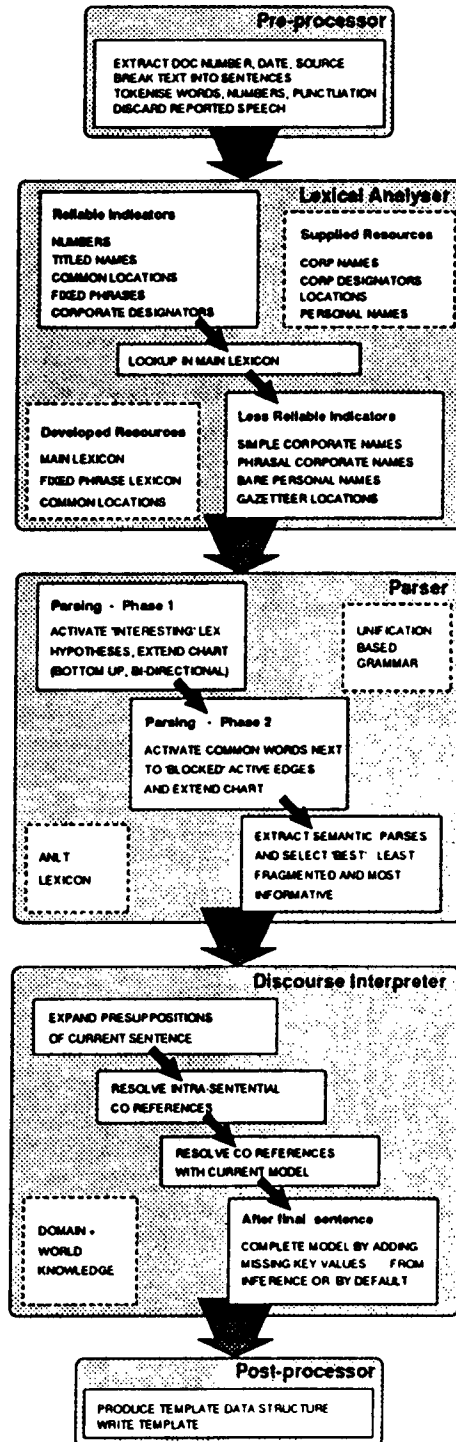 Pre-processor
EXTRACT DOC NUMBER, DATE, SOURCE
BREAK TEXT INTO SENTENCES
TOKENISE WORDS, NUMBERS, PUNCTUATION
DISCARD REPORTED SPEECH
Lexical Analyser
Reliable Indicators
NUMBERS
TITLED NAMES
COMMON LOCATIONS
FIXED PHRASES
CORPORATE DESIGNATORS
Supplied Resources
CORP NAMES
CORP DESIGNATORS
LOCATIONS
PERSONAL NAMES
LOOKUP IN MAIN LEXICON
Developed Resources
MAIN LEXICON
FIXED PHRASE LEXICON
COMMON LOCATIONS
Less Reliable Indicators
SIMPLE CORPORATE NAMES
PHRASAL CORPORATE NAMES
BARE PERSONAL NAMES
GAZETTEER LOCATIONS
Parser
Parsing - Phase 1
ACTIVATE 'INTERESTING' LEX
HYPOTHESES, EXTEND CHART
(BOTTOM UP, BI-DIRECTIONAL)
UNIFICATION
BASED
GRAMMAR
Parsing - Phase 2
ACTIVATE COMMON WORDS NEXT
TO 'BLOCKED' ACTIVE EDGES
AND EXTEND CHART
ANLT
LEXICON
EXTRACT SEMANTIC PARSES
AND SELECT 'BEST' LEAST
FRAGMENTED AND MOST
INFORMATIVE
Discourse Interpreter
EXPAND PRESUPPOSITIONS
OF CURRENT SENTENCE
RESOLVE INTRA-SENTENTIAL
CO REFERENCES
RESOLVE CO REFERENCES
WITH CURRENT MODEL
DOMAIN +
WORLD
KNOWLEDGE
After final sentence
COMPLETE MODEL BY ADDING
MISSING KEY VALUES FROM
INFERENCE OR BY DEFAULT
Post-processor
PRODUCE TEMPLATE DATA STRUCTURE
WRITE TEMPLATE